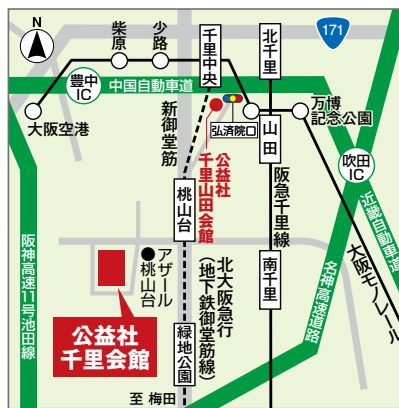 N
柴原
少路
千里中央
北千里
171
豊中
IC
中国自動車道
大阪空港
新御堂筋
弘済院口
万博
記念公園
公益社
千里山田会館
山田
吹田
IC
桃山台
阪急千里線
近畿自動車道
アザール
桃山台
北大阪急行
(地下鉄御堂筋線)
南千里
名神高速道路
大阪モノレール
阪神高速11号池田線
公益社
千里会館
緑地公園
至 梅田